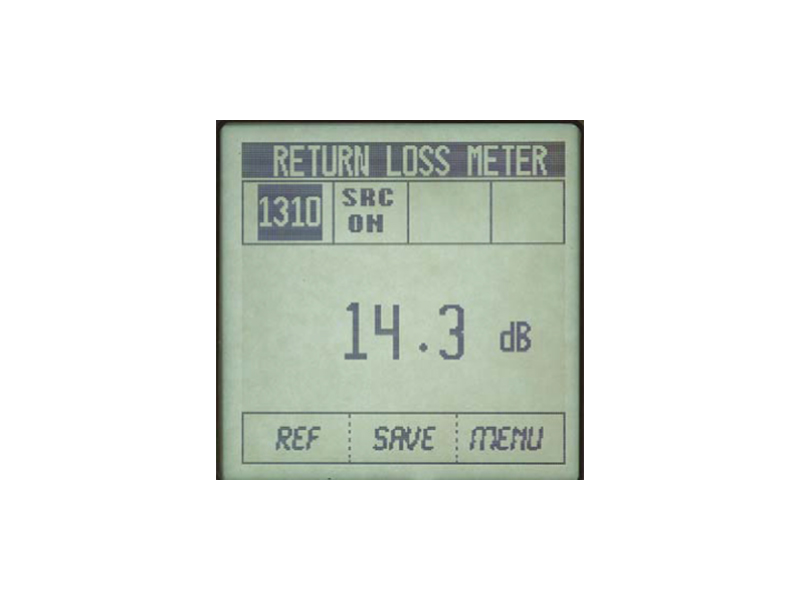 RETURN LOSS METER
1310 SRC ON
14.3 dB
REF SAVE MENU